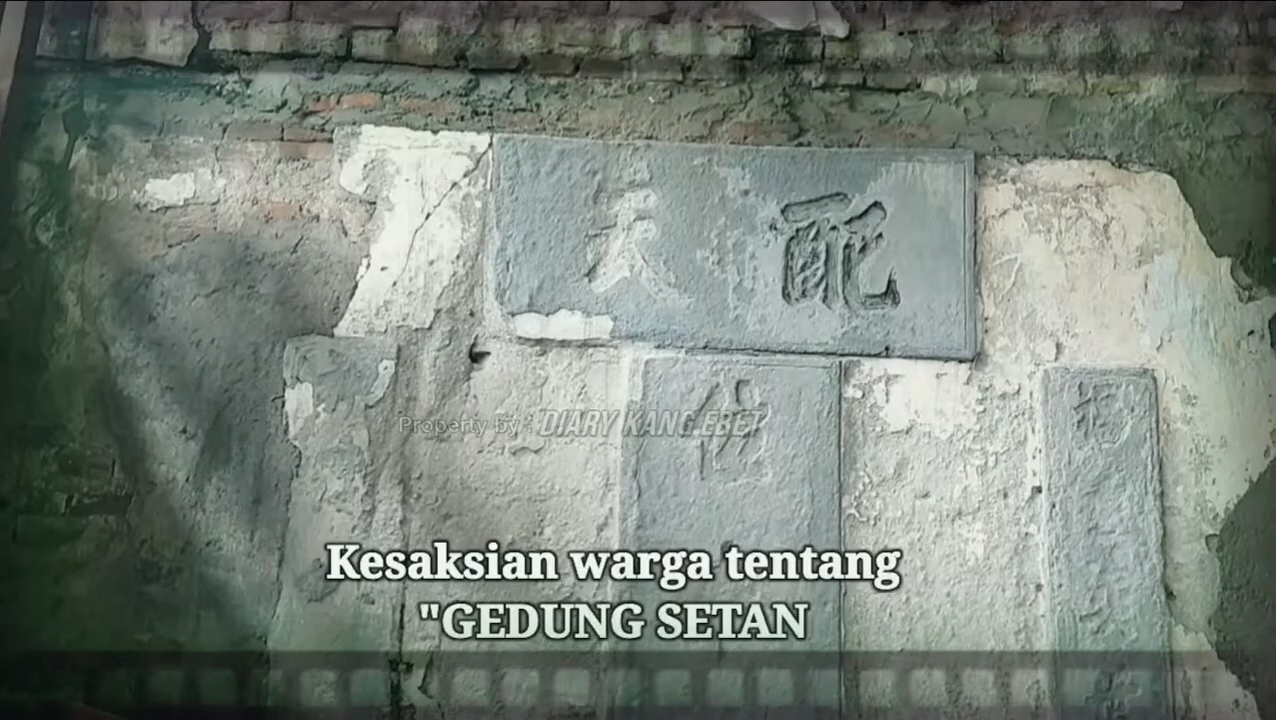 配天
Property by : DIARY KANG EBET
Kesaksian warga tentang
"GEDUNG SETAN